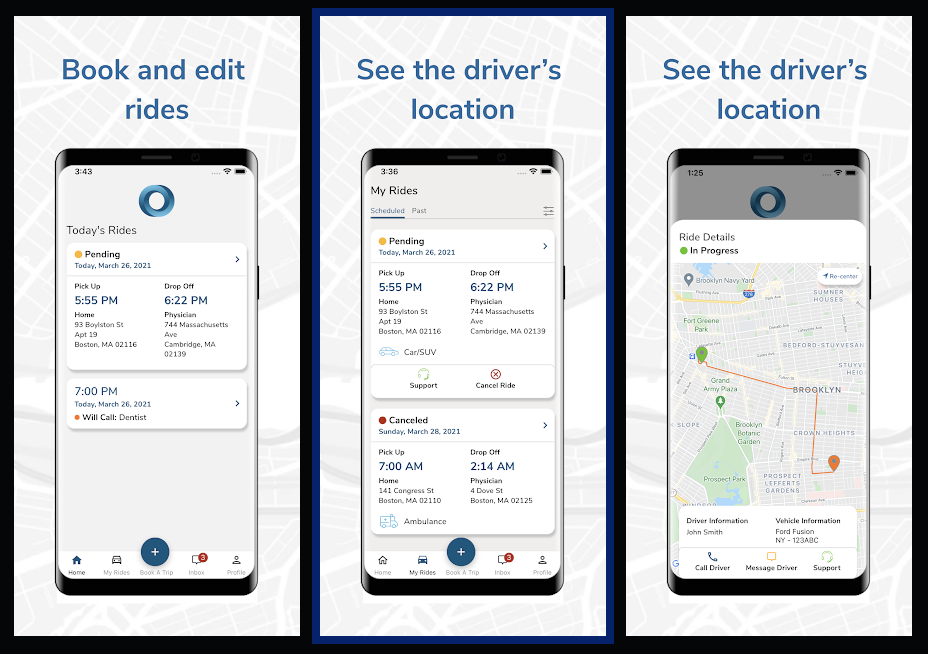 Book and edit
rides
3:43
Today's Rides
Pending
Today, March 26, 2021
Pick Up
Drop Off
5:55 PM
6:22 PM
Home
Physician
93 Boylston St
744 Massachusetts
Apt 19
Ave
Boston, MA 02116
Cambridge, MA
02139
7:00 PM
Today, March 26, 2021
Will Call: Dentist
+
3
Home
My Rides
Book A Trip
Inbox
Profile
See the driver's
location
3:36
My Rides
Scheduled
Past
Pending
Today, March 26, 2021
Pick Up
Drop Off
5:55 PM
6:22 PM
Home
Physician
93 Boylston St
744 Massachusetts
Apt 19
Ave
Boston, MA 02116
Cambridge, MA 02139
Car/SUV
Support
Cancel Ride
Canceled
Sunday, March 28, 2021
Pick Up
Drop Off
7:00 AM
2:14 AM
Home
Physician
141 Congress St
4 Dove St
Boston, MA 02110
Boston, MA 02125
Ambulance
+
3
Home
My Rides
Book A Trip
Inbox
Profile
See the driver's
location
1:25
Ride Details
In Progress
Re-center
Brooklyn Navy Yard
SUMNER
HOUSES
Fort Greene
Park
BEDFORD-STUYVESAN
Grand
Army Plaza
BROOKLYN
SLOPE
Brooklyn
Botanic
Garden
CROWN HEIGHTS
Prospect Park
PROSPECT
LEFFERTS
GARDENS
Driver Information
Vehicle Information
John Smith
Ford Fusion
NY - 123ABC
Call Driver
Message Driver
Support